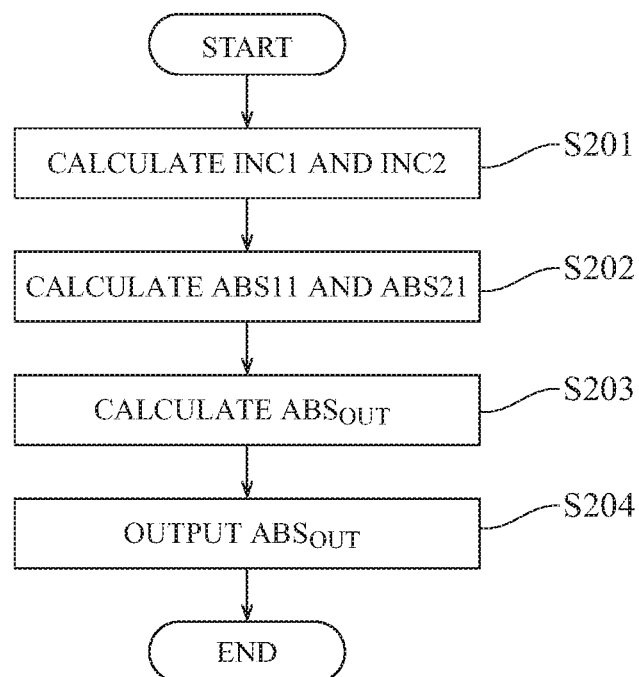 START
CALCULATE INC1 AND INC2
S201
CALCULATE ABS11 AND ABS21
S202
CALCULATE ABSOUT
S203
OUTPUT ABSOUT
S204
END